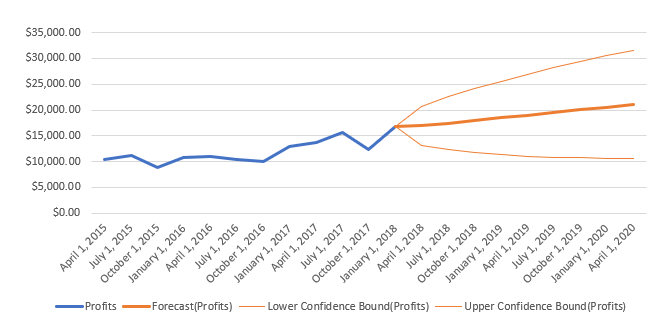 $35,000.00
$30,000.00
$25,000.00
$20,000.00
$15,000.00
$10,000.00
$5,000.00
$0.00
April 1, 2015
July 1, 2015
October 1, 2015
January 1, 2016
April 1, 2016
July 1, 2016
October 1, 2016
January 1, 2017
April 1, 2017
July 1, 2017
October 1, 2017
January 1, 2018
April 1, 2018
July 1, 2018
October 1, 2018
January 1, 2019
April 1, 2019
July 1, 2019
October 1, 2019
January 1, 2020
April 1, 2020
Profits Forecast(Profits) Lower Confidence Bound(Profits) Upper Confidence Bound(Profits)